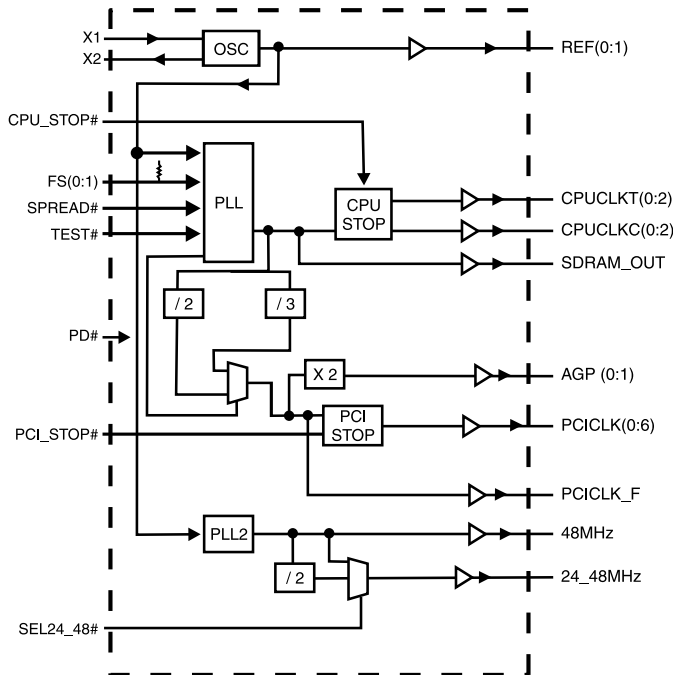 X1
X2
OSC
REF(0:1)
CPU_STOP#
FS(0:1)
SPREAD#
TEST#
PLL
CPU
STOP
CPUCLKT(0:2)
CPUCLKC(0:2)
SDRAM_OUT
/ 2
/ 3
PD#
X 2
AGP (0:1)
PCI_STOP#
PCI
STOP
PCICLK(0:6)
PCICLK_F
PLL2
48MHz
/ 2
24_48MHz
SEL24_48#